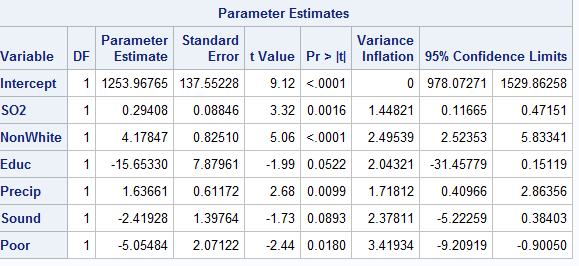 Parameter Estimates
Variable DF Parameter Estimate Standard Error t Value Pr > |t| Variance Inflation 95% Confidence Limits
Intercept 1 1253.96765 137.55228 9.12 <.0001 0 978.07271 1529.86258
SO2 1 0.29408 0.08846 3.32 0.0016 1.44821 0.11665 0.47151
NonWhite 1 4.17847 0.82510 5.06 <.0001 2.49539 2.52353 5.83341
Educ 1 -15.65330 7.87961 -1.99 0.0522 2.04321 -31.45779 0.15119
Precip 1 1.63661 0.61172 2.68 0.0099 1.71812 0.40966 2.86356
Sound 1 -2.41928 1.39764 -1.73 0.0893 2.37811 -5.22259 0.38403
Poor 1 -5.05484 2.07122 -2.44 0.0180 3.41934 -9.20919 -0.90050